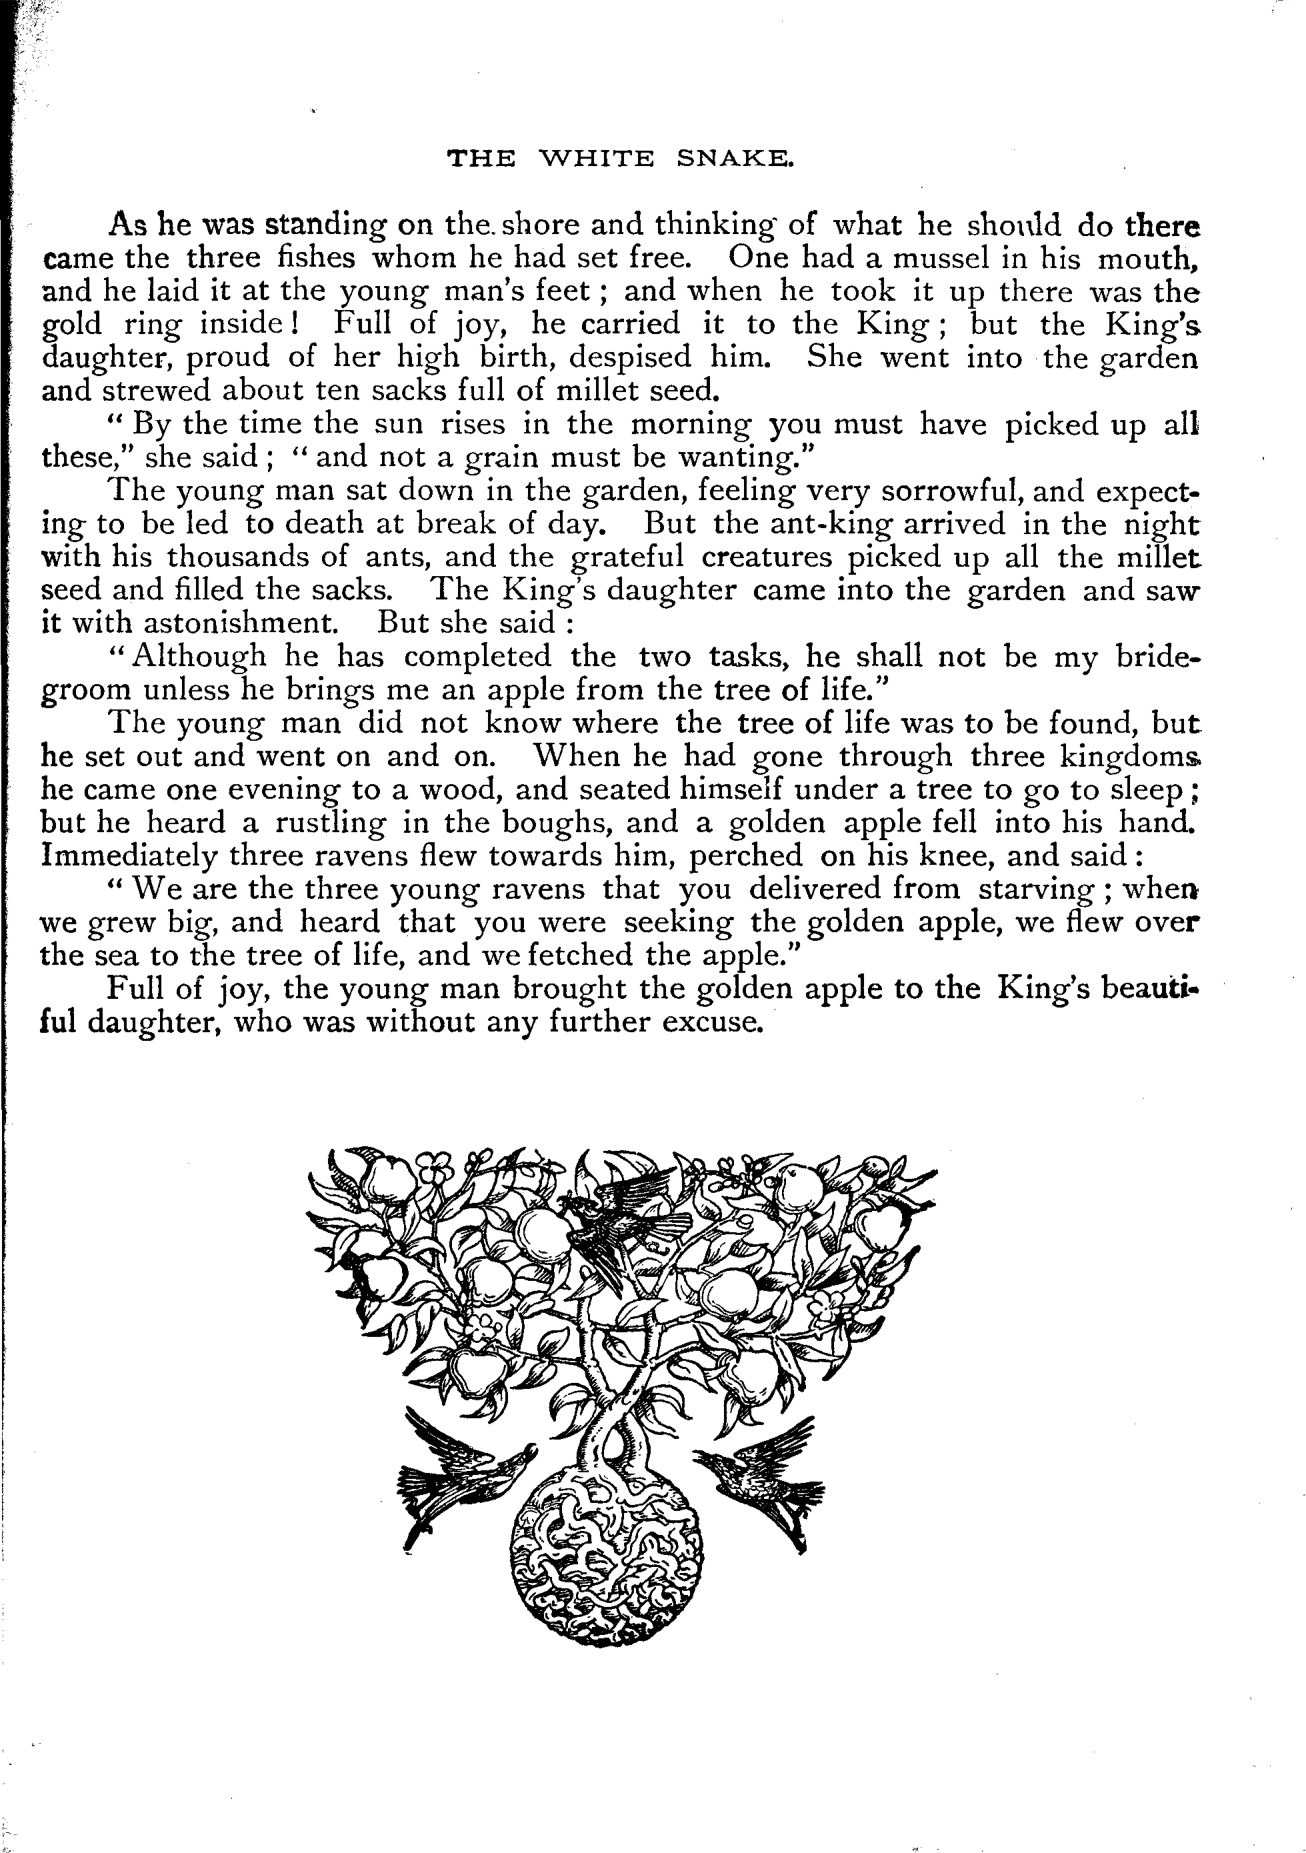 THE WHITE SNAKE.
As he was standing on the shore and thinking of what he should do there
came the three fishes whom he had set free. One had a mussel in his mouth,
and he laid it at the young man's feet; and when he took it up there was the
gold ring inside! Full of joy, he carried it to the King; but the King's
daughter, proud of her high birth, despised him. She went into the garden
and strewed about ten sacks full of millet seed.
"By the time the sun rises in the morning you must have picked up all
these," she said; "and not a grain must be wanting."
The young man sat down in the garden, feeling very sorrowful, and expect-
ing to be led to death at break of day. But the ant-king arrived in the night
with his thousands of ants, and the grateful creatures picked up all the millet
seed and filled the sacks. The King's daughter came into the garden and saw
it with astonishment. But she said:
"Although he has completed the two tasks, he shall not be my bride-
groom unless he brings me an apple from the tree of life."
The young man did not know where the tree of life was to be found, but
he set out and went on and on. When he had gone through three kingdoms
he came one evening to a wood, and seated himself under a tree to go to sleep;
but he heard a rustling in the boughs, and a golden apple fell into his hand.
Immediately three ravens flew towards him, perched on his knee, and said:
"We are the three young ravens that you delivered from starving; when
we grew big, and heard that you were seeking the golden apple, we flew over
the sea to the tree of life, and we fetched the apple."
Full of joy, the young man brought the golden apple to the King's beauti-
ful daughter, who was without any further excuse.